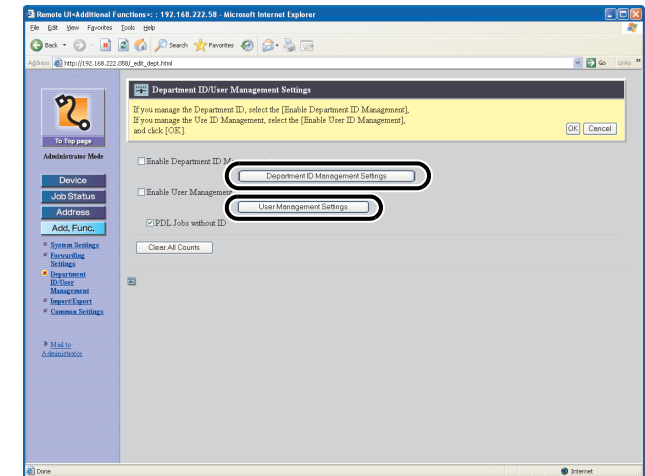 Remote UI<Additional Functions>: : 192.168.222.58 - Microsoft Internet Explorer
File Edit View Favorites Tools Help
Back Search Favorites
Address http://192.168.222.058/_edit_dept.html Go Links »
Department ID/User Management Settings
If you manage the Department ID, select the [Enable Department ID Management],
If you manage the Use ID Management, select the [Enable User ID Management],
and click [OK].
OK Cancel
To Top page
Administrator Mode
Device
Job Status
Address
Add. Func.
System Settings
Forwarding
Settings
Department
ID/User
Management
Import/Export
Common Settings
Mail to
Administrator
Enable Department ID M
Department ID Management Settings
Enable User Management
User Management Settings
PDL Jobs without ID
Clear All Counts
Done Internet